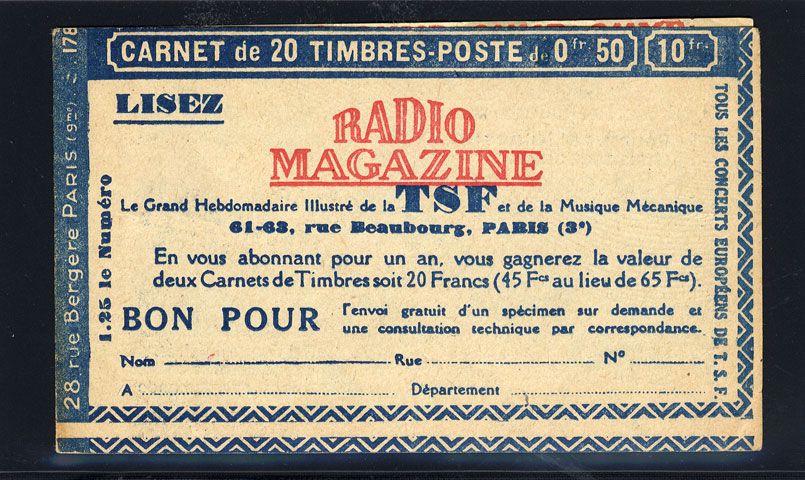 CARNET de 20 TIMBRES-POSTE de 0fr 50 10fr.
LISEZ
RADIO
MAGAZINE
Le Grand Hebdomadaire Illustré de la TSF et de la Musique Mécanique
61-63, rue Beaubourg, PARIS (3e)
En vous abonnant pour un an, vous gagnerez la valeur de
deux Carnets de Timbres soit 20 Francs (45 Fcs au lieu de 65 Fcs).
BON POUR l'envoi gratuit d'un spécimen sur demande et
une consultation technique par correspondance.
Nom Rue No
A Département
1.25 le Numéro
TOUS LES CONCERTS EUROPÉENS DE T.S.F.
28 rue Bergère PARIS (9me) 178